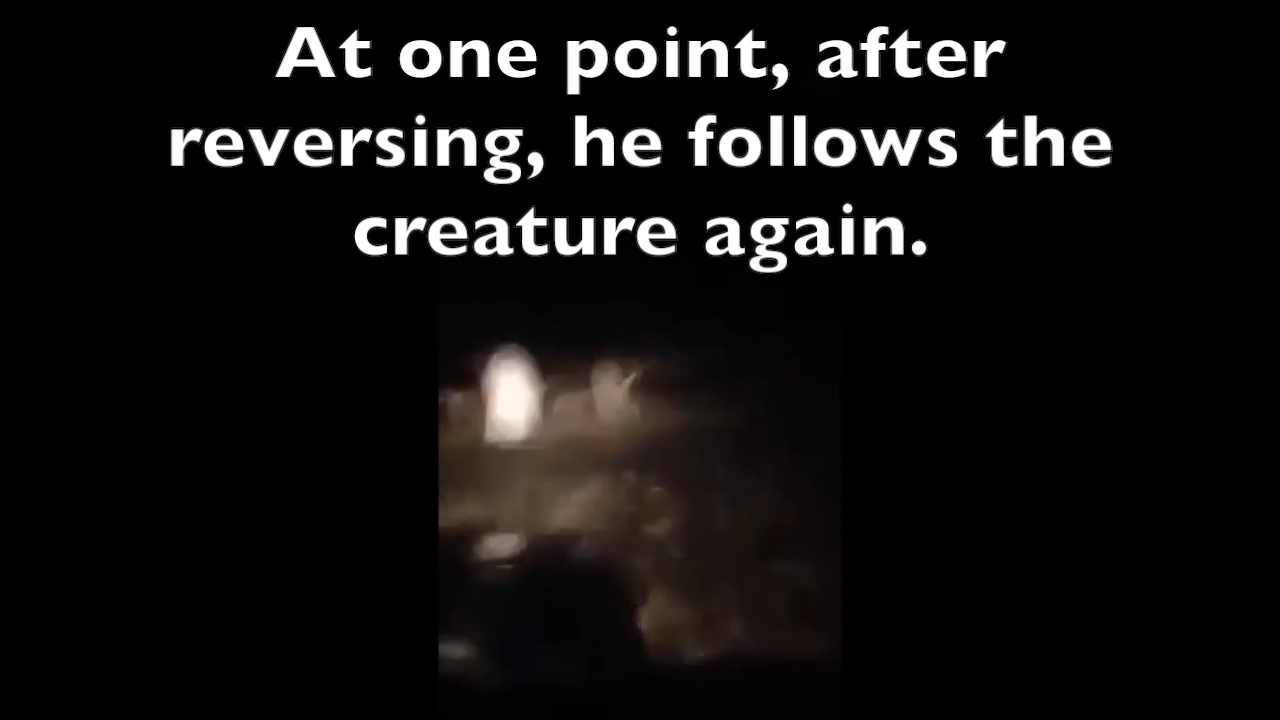 At one point, after
reversing, he follows the
creature again.